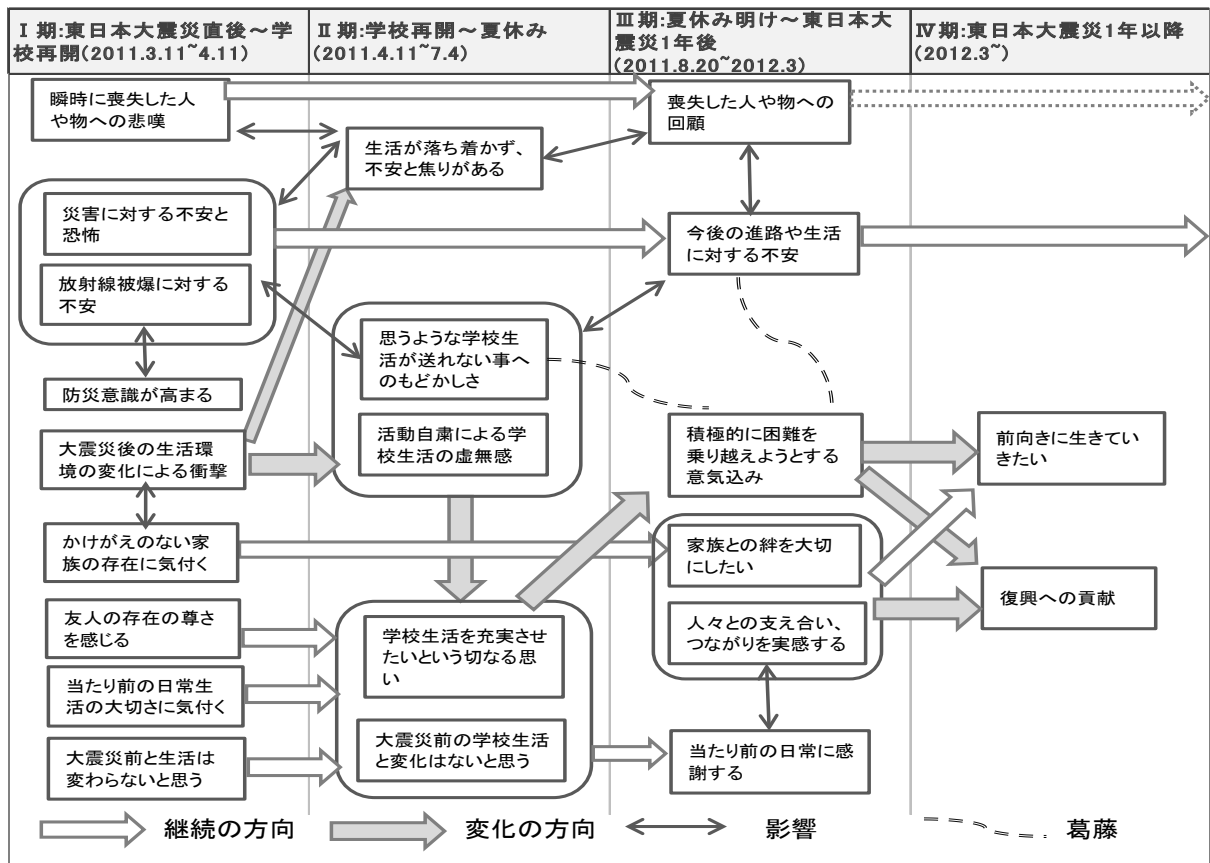 Ⅰ期:東日本大震災直後～学
校再開(2011.3.11~4.11)
Ⅱ期:学校再開～夏休み
(2011.4.11~7.4)
Ⅲ期:夏休み明け～東日本大
震災1年後
(2011.8.20~2012.3)
Ⅳ期:東日本大震災1年以降
(2012.3~)
瞬時に喪失した人
や物への悲嘆
災害に対する不安と
恐怖
放射線被爆に対する
不安
防災意識が高まる
大震災後の生活環
境の変化による衝撃
かけがえのない家
族の存在に気付く
友人の存在の尊さ
を感じる
当たり前の日常生
活の大切さに気付く
大震災前と生活は
変わらないと思う
生活が落ち着かず、
不安と焦りがある
思うような学校生
活が送れない事へ
のもどかしさ
活動自粛による学
校生活の虚無感
学校生活を充実させ
たいという切なる思
い
大震災前の学校生活
と変化はないと思う
喪失した人や物への
回顧
今後の進路や生活
に対する不安
積極的に困難を
乗り越えようとする
意気込み
家族との絆を大切
にしたい
人々との支え合い、
つながりを実感する
当たり前の日常に感
謝する
前向きに生きてい
きたい
復興への貢献
継続の方向
変化の方向
影響
葛藤